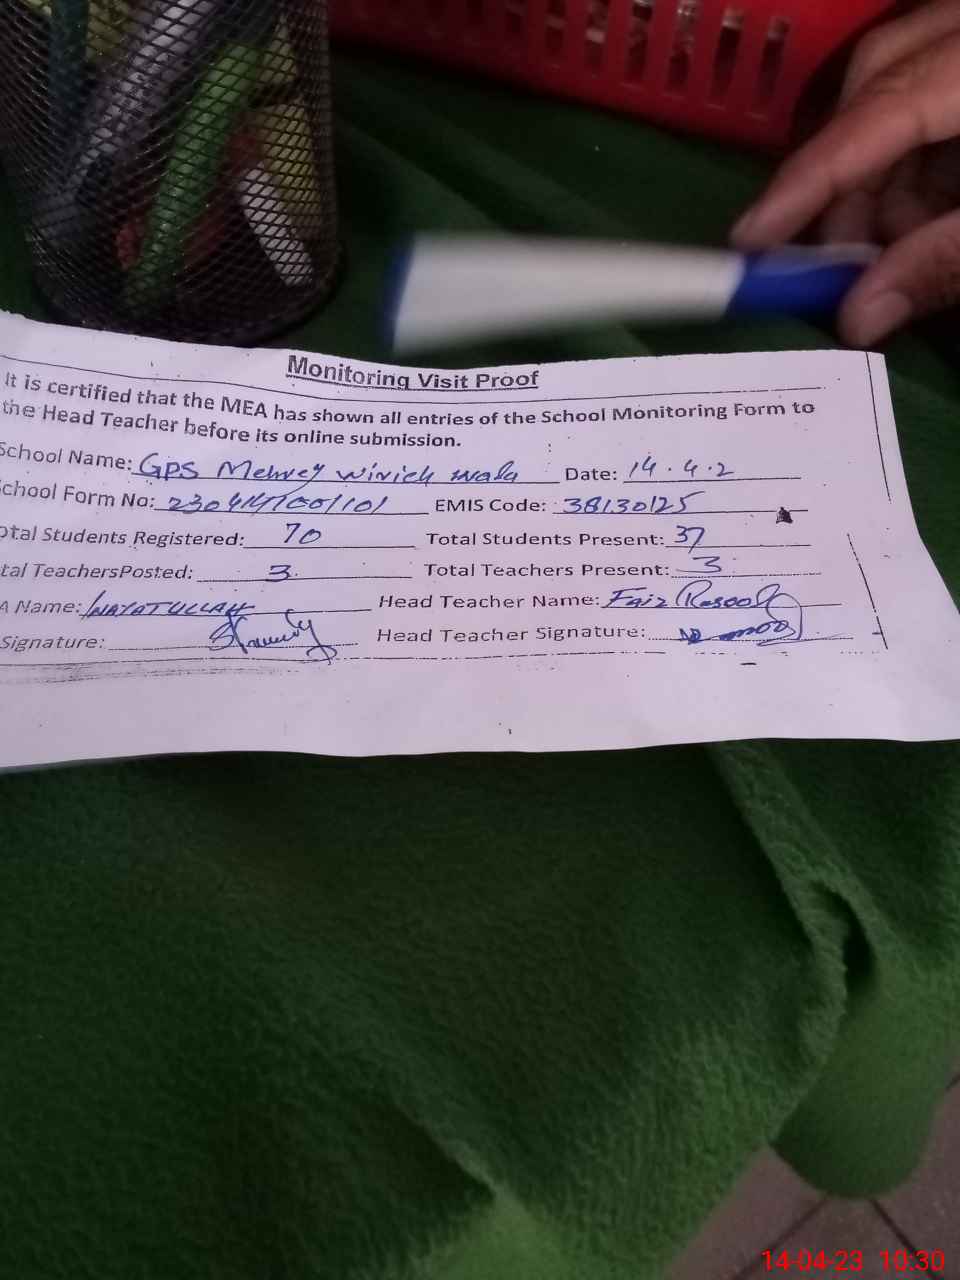 Monitoring Visit Proof
It is certified that the MEA has shown all entries of the School Monitoring Form to
the Head Teacher before its online submission.
School Name: GPS Mehrey Wirich wala Date: 14.4.2
chool Form No: EMIS Code: 38130125
otal Students Registered: 70 Total Students Present: 37
tal TeachersPosted: 3. Total Teachers Present: 3
A Name: INAYATULLAH Head Teacher Name: Faiz Rasool
Signature: Head Teacher Signature:
14-04-23 10:30